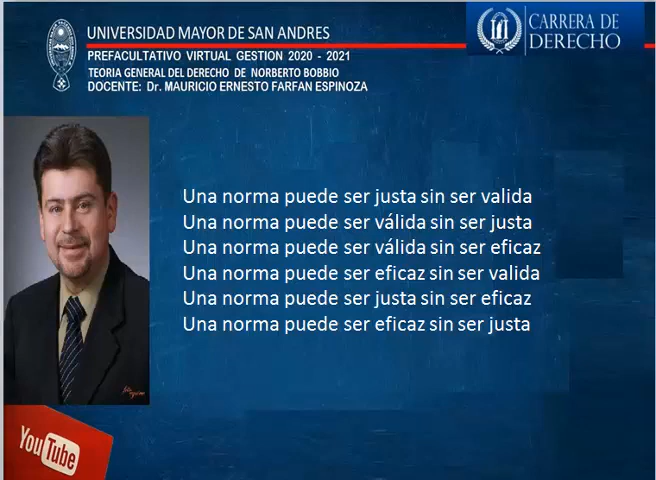 UNIVERSIDAD MAYOR DE SAN ANDRES
PREFACULTATIVO VIRTUAL GESTION 2020 - 2021
TEORIA GENERAL DEL DERECHO DE NORBERTO BOBBIO
DOCENTE: Dr. MAURICIO ERNESTO FARFAN ESPINOZA
CARRERA DE
DERECHO
Una norma puede ser justa sin ser valida
Una norma puede ser válida sin ser justa
Una norma puede ser válida sin ser eficaz
Una norma puede ser eficaz sin ser valida
Una norma puede ser justa sin ser eficaz
Una norma puede ser eficaz sin ser justa
YouTube